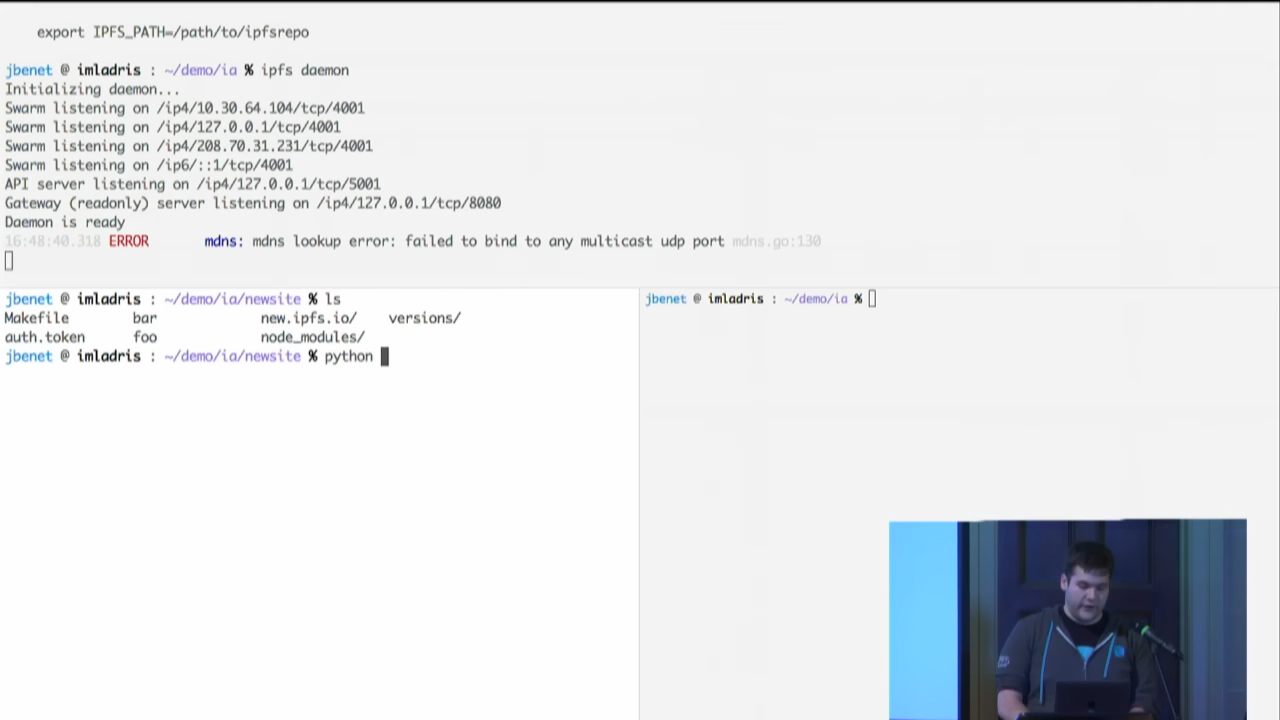 export IPFS_PATH=/path/to/ipfsrepo
jbenet @ imladris : ~/demo/ia % ipfs daemon
Initializing daemon...
Swarm listening on /ip4/10.30.64.104/tcp/4001
Swarm listening on /ip4/127.0.0.1/tcp/4001
Swarm listening on /ip4/208.70.31.231/tcp/4001
Swarm listening on /ip6/::1/tcp/4001
API server listening on /ip4/127.0.0.1/tcp/5001
Gateway (readonly) server listening on /ip4/127.0.0.1/tcp/8080
Daemon is ready
16:48:40.318 ERROR mdns: mdns lookup error: failed to bind to any multicast udp port mdns.go:130
jbenet @ imladris : ~/demo/ia/newsite % ls
Makefile bar new.ipfs.io/ versions/
auth.token foo node_modules/
jbenet @ imladris : ~/demo/ia/newsite % python
jbenet @ imladris : ~/demo/ia %